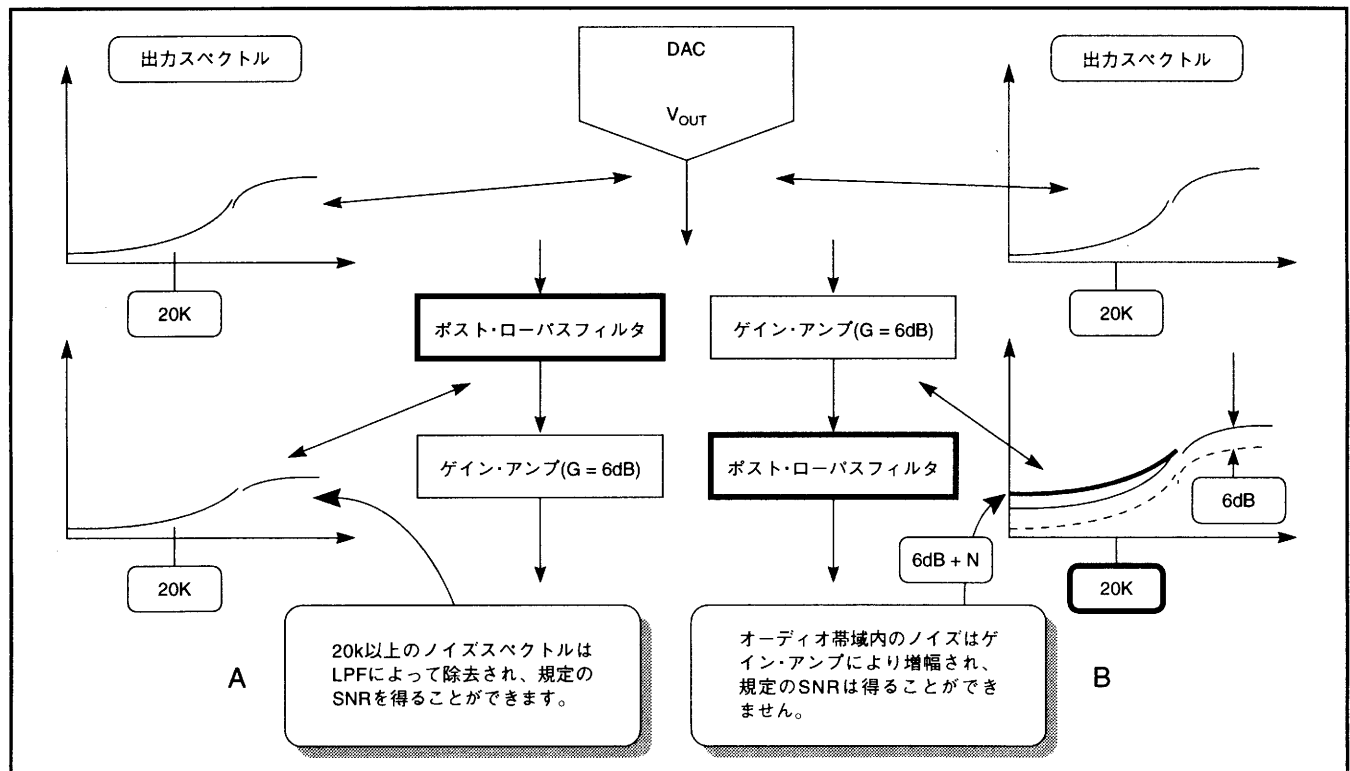 出力スペクトル
DAC
VOUT
出力スペクトル
20K
20K
ポスト・ローパスフィルタ
ゲイン・アンプ(G = 6dB)
ゲイン・アンプ(G = 6dB)
ポスト・ローパスフィルタ
6dB
6dB + N
20K
20K
A
20k以上のノイズスペクトルは
LPFによって除去され、規定の
SNRを得ることができます。
オーディオ帯域内のノイズはゲ
イン・アンプにより増幅され、
規定のSNRは得ることができ
ません。
B